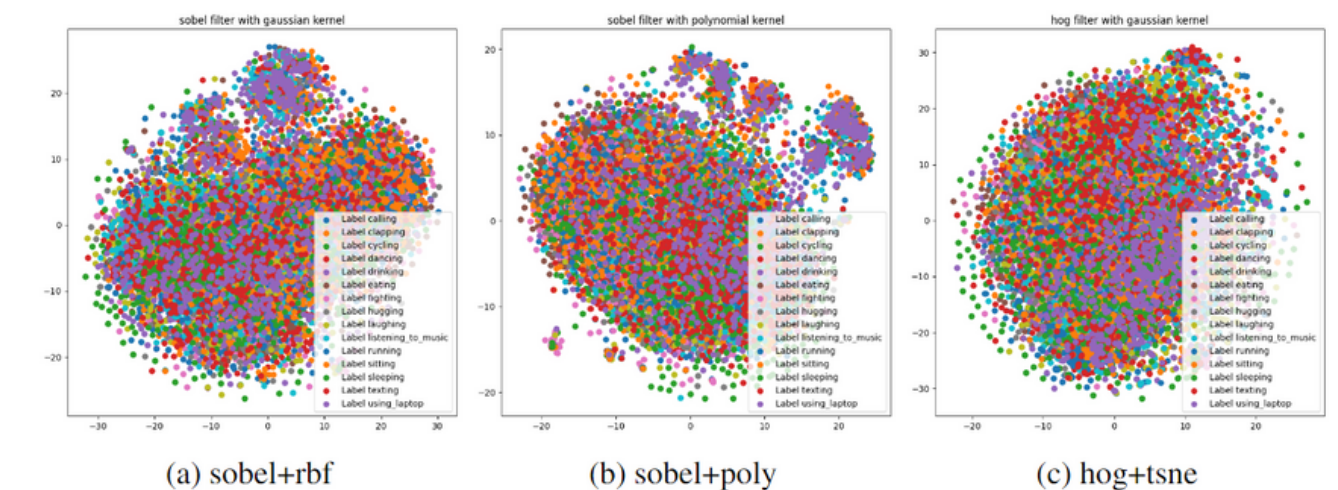 sobel filter with gaussian kernel
20
10
0
−10
−20
−30
−20
−10
0
10
20
30
Label calling
Label clapping
Label cycling
Label dancing
Label drinking
Label eating
Label fighting
Label hugging
Label laughing
Label listening_to_music
Label running
Label sitting
Label sleeping
Label texting
Label using_laptop
(a) sobel+rbf
sobel filter with polynomial kernel
20
10
0
−10
−20
−20
−10
0
10
20
Label calling
Label clapping
Label cycling
Label dancing
Label drinking
Label eating
Label fighting
Label hugging
Label laughing
Label listening_to_music
Label running
Label sitting
Label sleeping
Label texting
Label using_laptop
(b) sobel+poly
hog filter with gaussian kernel
30
20
10
0
−10
−20
−30
−20
−10
0
10
20
30
Label calling
Label clapping
Label cycling
Label dancing
Label drinking
Label eating
Label fighting
Label hugging
Label laughing
Label listening_to_music
Label running
Label sitting
Label sleeping
Label texting
Label using_laptop
(c) hog+tsne